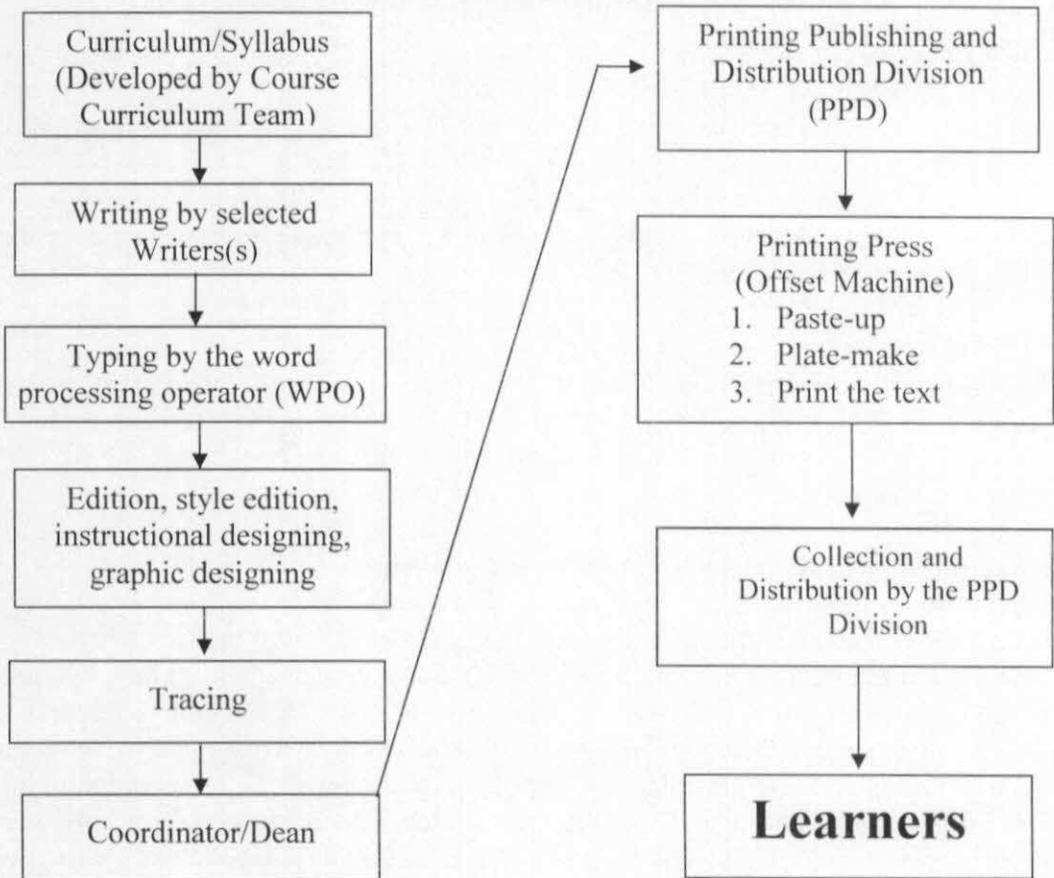 Curriculum/Syllabus
(Developed by Course
Curriculum Team)
Writing by selected
Writers(s)
Typing by the word
processing operator (WPO)
Edition, style edition,
instructional designing,
graphic designing
Tracing
Coordinator/Dean
Printing Publishing and
Distribution Division
(PPD)
Printing Press
(Offset Machine)
1. Paste-up
2. Plate-make
3. Print the text
Collection and
Distribution by the PPD
Division
Learners